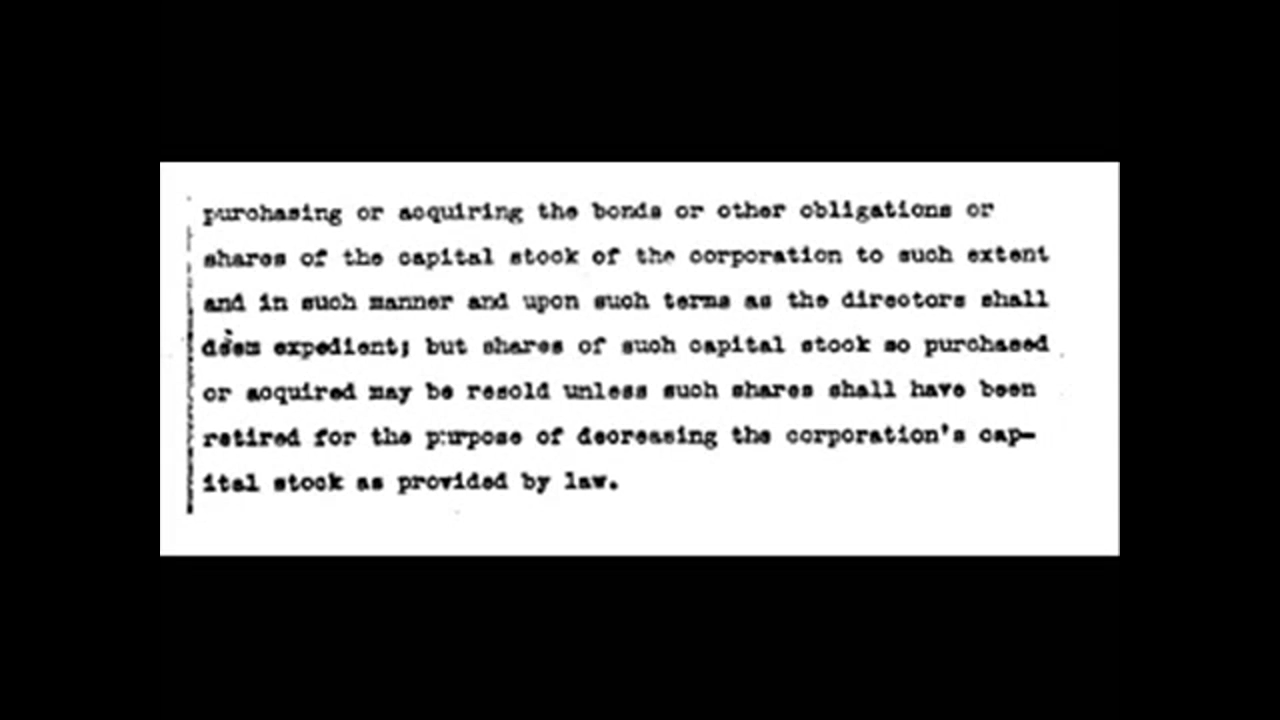 purchasing or acquiring the bonds or other obligations or
shares of the capital stock of the corporation to such extent
and in such manner and upon such terms as the directors shall
deem expedient; but shares of such capital stock so purchased
or acquired may be resold unless such shares shall have been
retired for the purpose of decreasing the corporation's cap-
ital stock as provided by law.